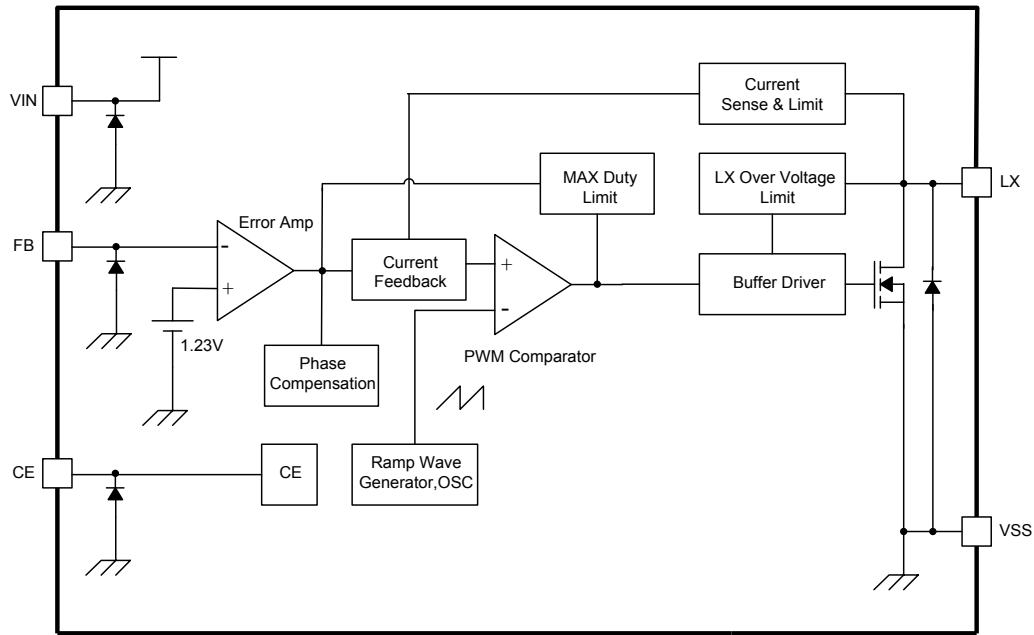 VIN
Current
Sense & Limit
MAX Duty
Limit
LX Over Voltage
Limit
LX
FB
Error Amp
-
+
1.23V
Current
Feedback
+
-
PWM Comparator
Buffer Driver
Phase
Compensation
CE
CE
Ramp Wave
Generator,OSC
VSS